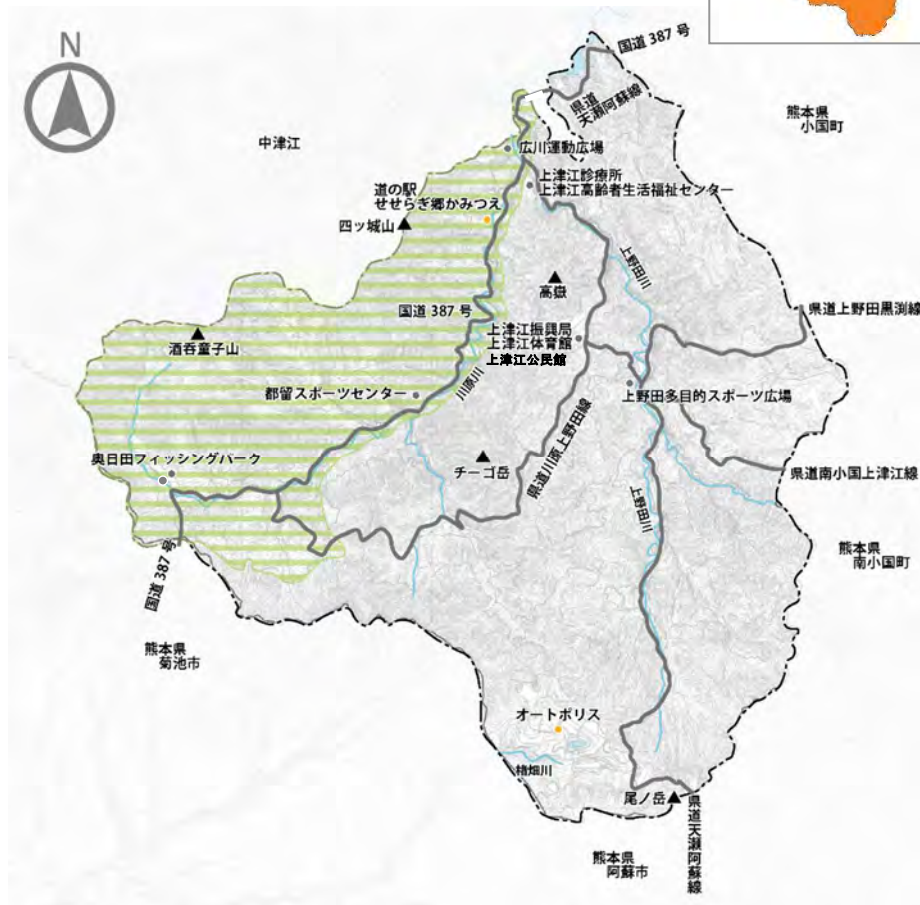 国道 387 号
N
県道
天瀬阿蘇線
熊本県
小国町
中津江
広川運動広場
上津江診療所
上津江高齢者生活福祉センター
道の駅
せせらぎ郷かみつえ
四ッ城山
上野田川
高嶽
県道上野田黒渕線
国道 387 号
酒呑童子山
上津江振興局
上津江体育館
上津江公民館
川原川
都留スポーツセンター
上野田多目的スポーツ広場
県道川原上野田線
チーゴ岳
奥日田フィッシングパーク
県道南小国上津江線
上野田川
国道 387 号
熊本県
南小国町
熊本県
菊池市
オートポリス
尾ノ岳
県道天瀬阿蘇線
熊本県
阿蘇市